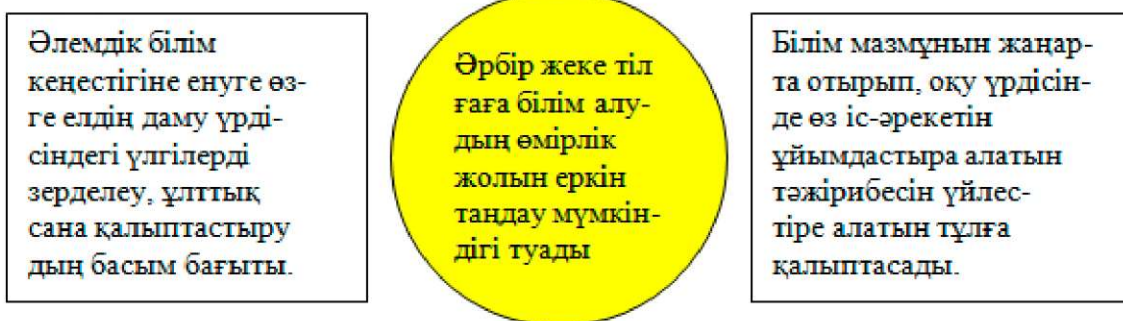 Әлемдік білім
кеңестігіне енуге өз-
ге елдің даму үрді-
сіндегі үлгілерді
зерделеу, ұлттық
сана қалыптастыру
дың басым бағыты.
Әрбір жеке тіл
ғаға білім алу-
дың өмірлік
жолын еркін
таңдау мүмкін-
дігі туады
Білім мазмұнын жаңар-
та отырып, оқу үрдісін-
де өз іс-әрекетін
ұйымдастыра алатын
тәжірибесін үйлес-
тіре алатын тұлға
қалыптасады.